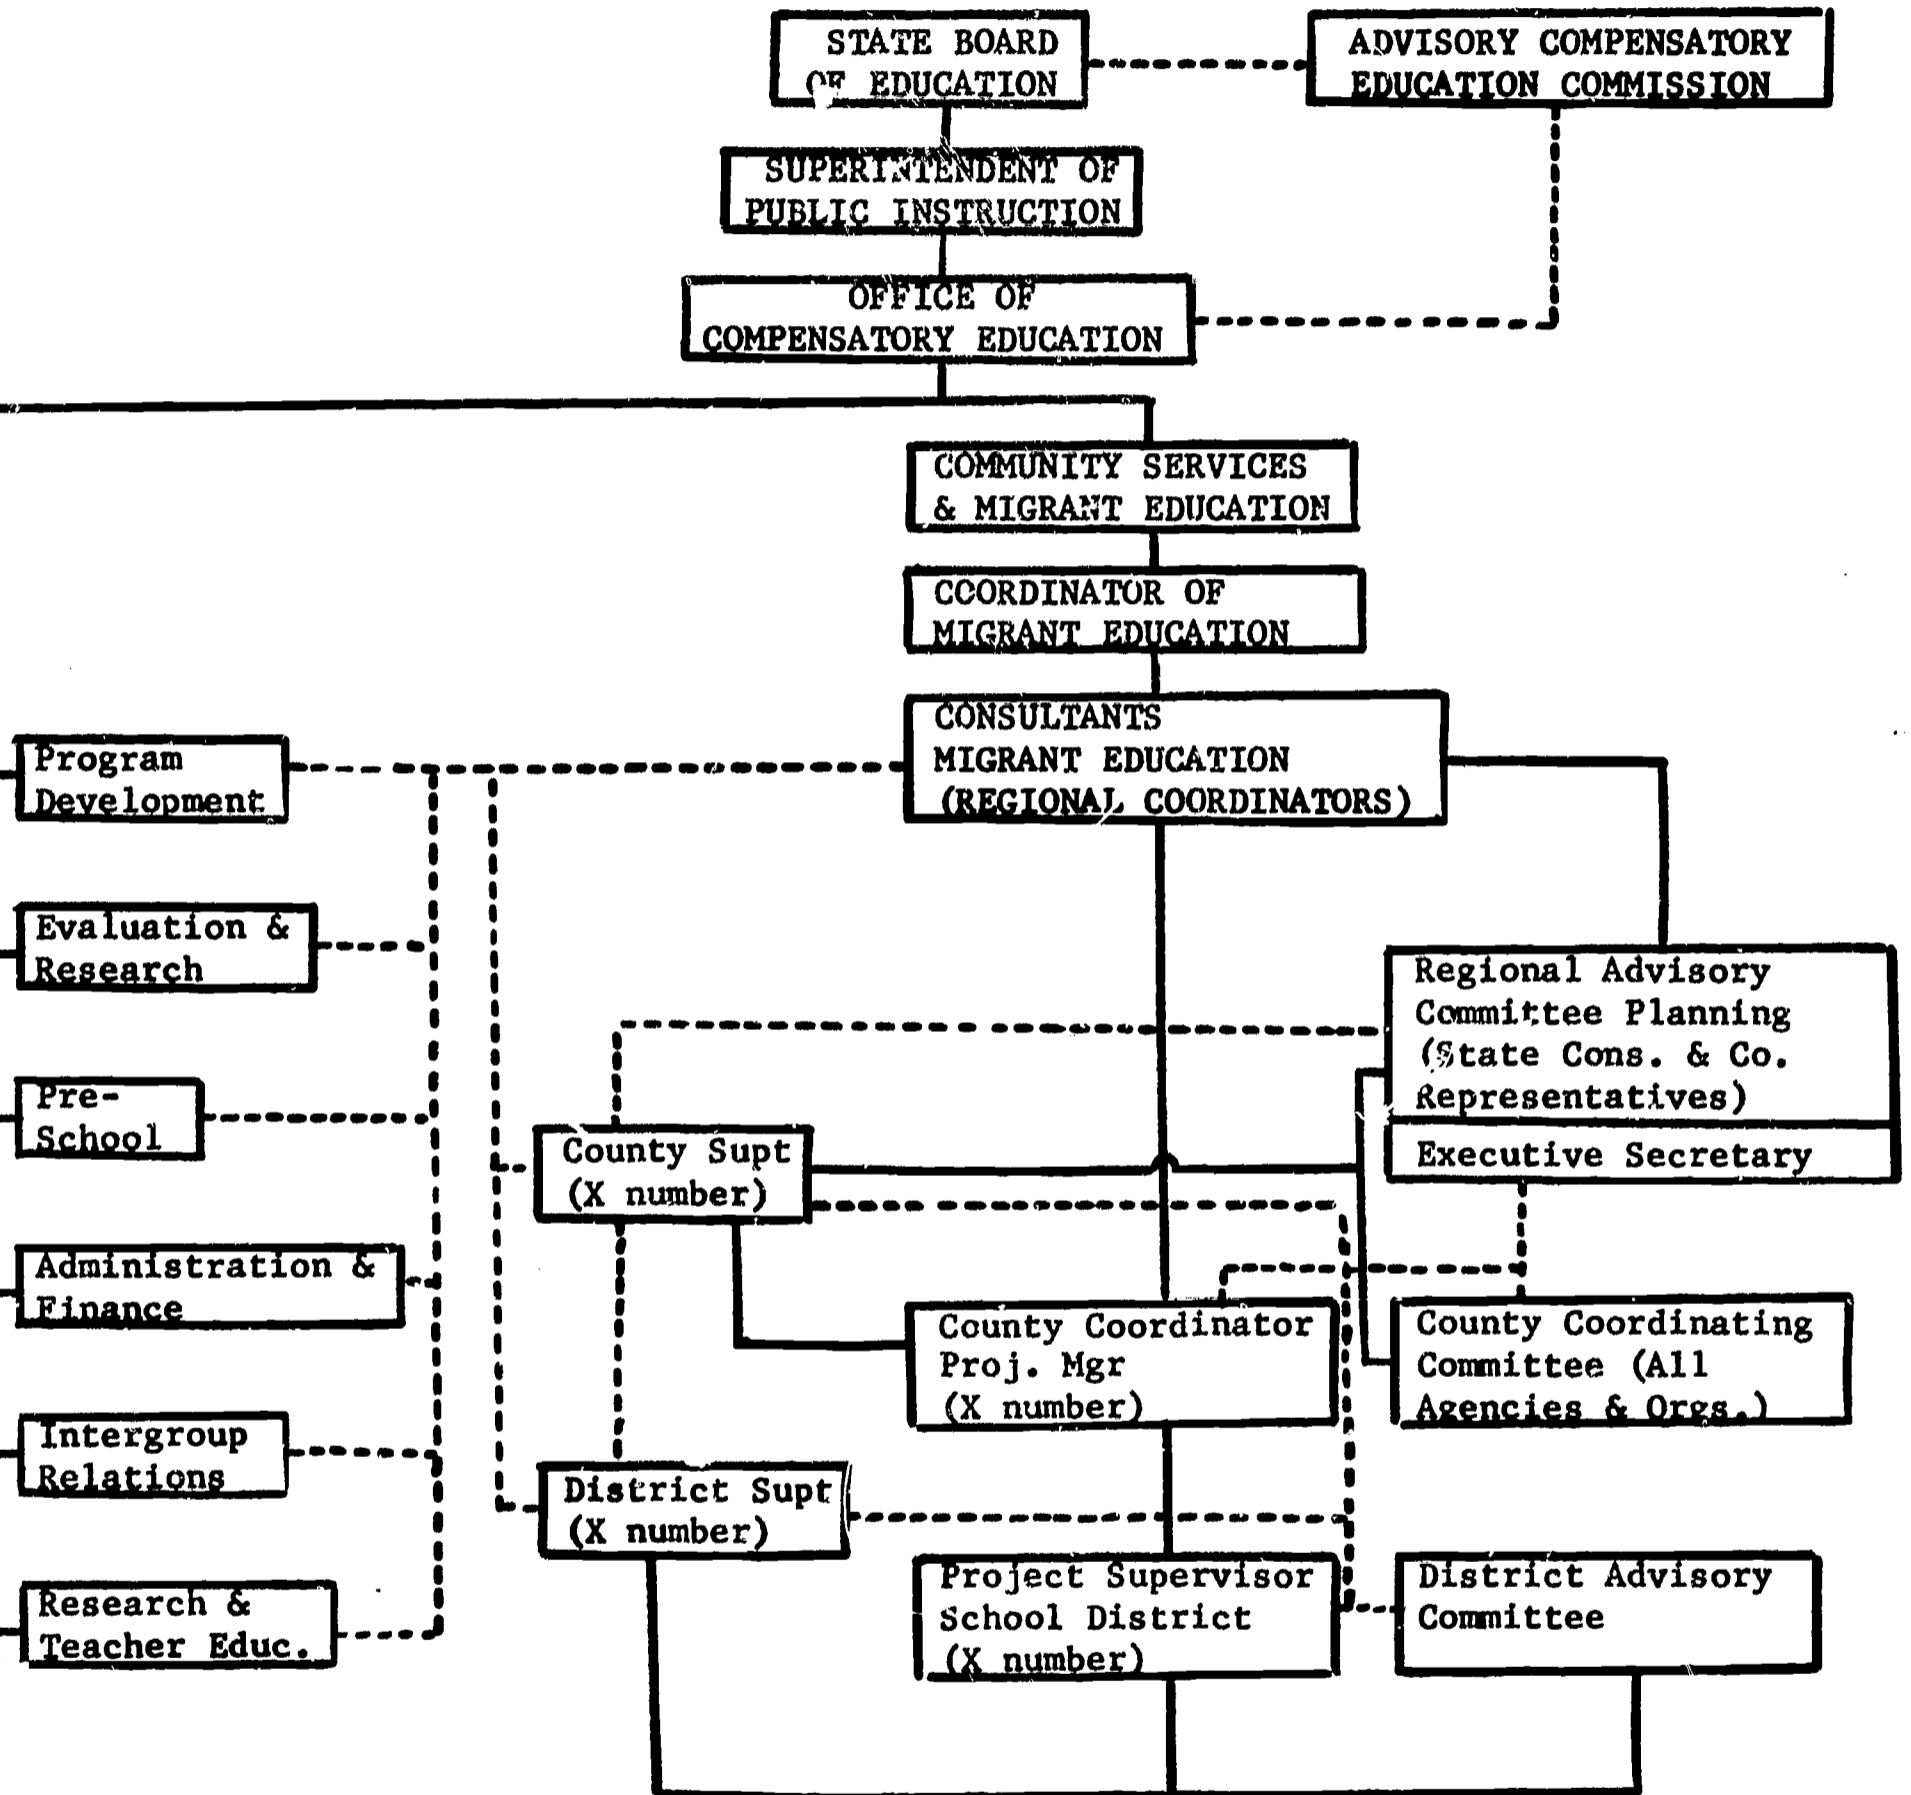 STATE BOARD
OF EDUCATION
ADVISORY COMPENSATORY
EDUCATION COMMISSION
SUPERINTENDENT OF
PUBLIC INSTRUCTION
OFFICE OF
COMPENSATORY EDUCATION
COMMUNITY SERVICES
& MIGRANT EDUCATION
COORDINATOR OF
MIGRANT EDUCATION
CONSULTANTS
MIGRANT EDUCATION
(REGIONAL COORDINATORS)
Program
Development
Evaluation &
Research
Regional Advisory
Committee Planning
(State Cons. & Co.
Representatives)
Executive Secretary
Pre-
School
County Supt
(X number)
Administration &
Finance
County Coordinator
Proj. Mgr
(X number)
County Coordinating
Committee (All
Agencies & Orgs.)
Intergroup
Relations
District Supt
(X number)
Research &
Teacher Educ.
Project Supervisor
School District
(X number)
District Advisory
Committee